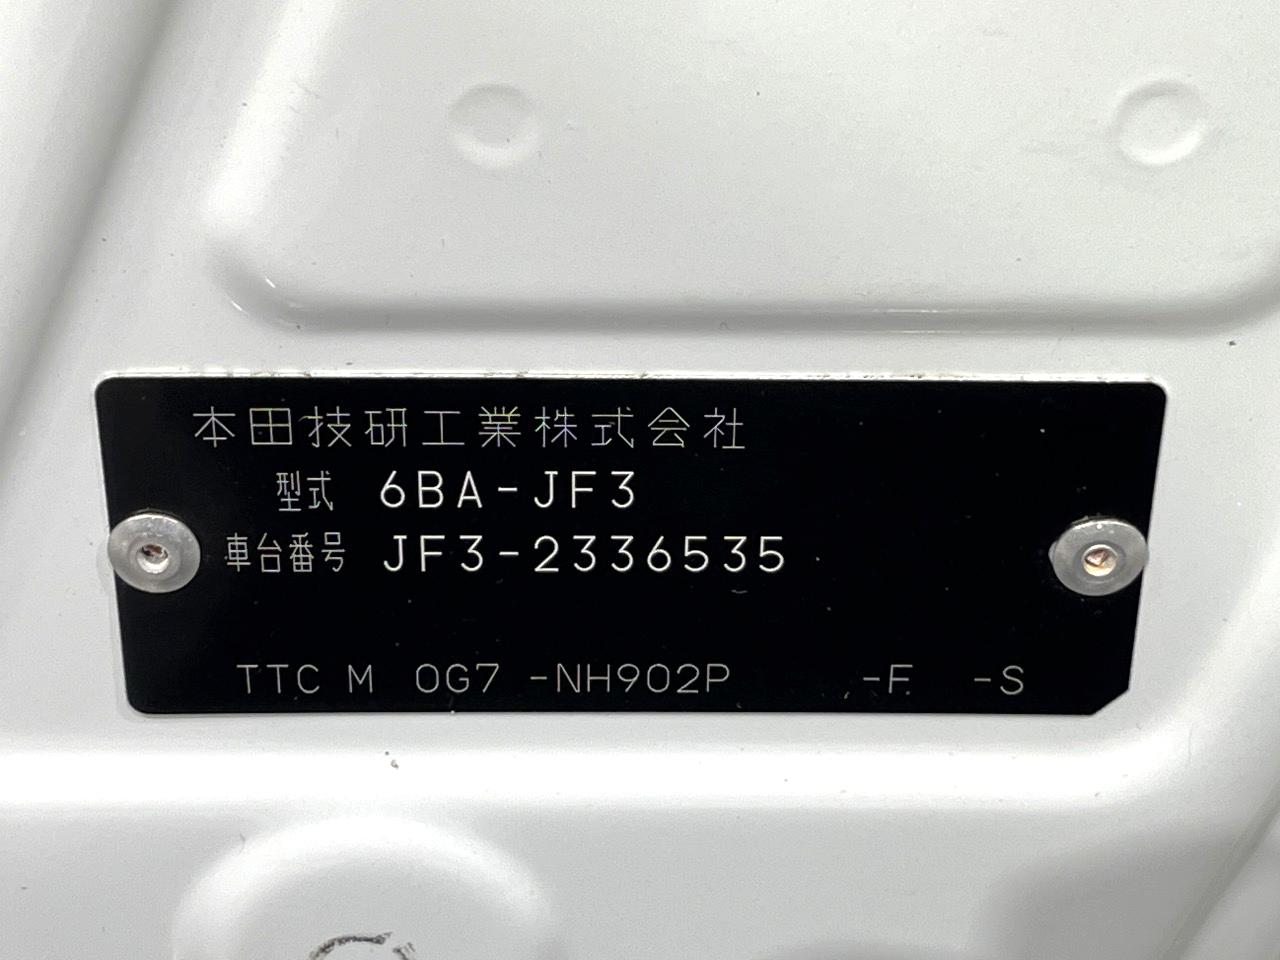 本田技研工業株式会社
型式 6BA-JF3
車台番号 JF3-2336535
TTC M 0G7 -NH902P -F -S